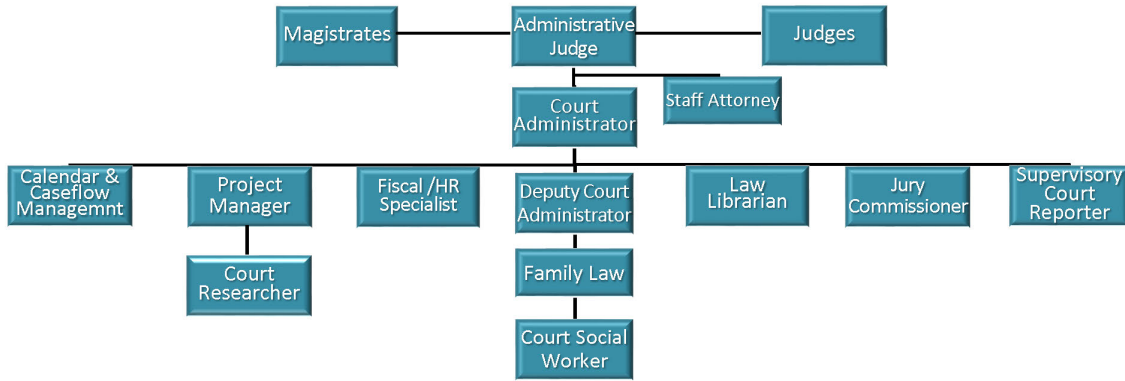 Magistrates
Administrative
Judge
Judges
Court
Administrator
Staff Attorney
Calendar &
Caseflow
Managemnt
Project
Manager
Fiscal /HR
Specialist
Deputy Court
Administrator
Law
Librarian
Jury
Commissioner
Supervisory
Court
Reporter
Court
Researcher
Family Law
Court Social
Worker